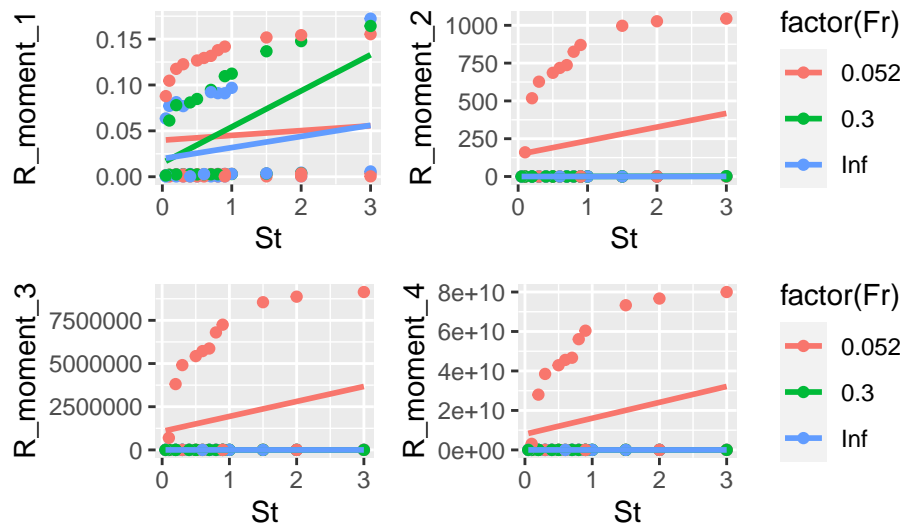 R_moment_1
0.15
0.10
0.05
0.00
0
1
2
3
St
R_moment_2
1000
750
500
250
0
0
1
2
3
St
factor(Fr)
0.052
0.3
Inf
R_moment_3
7500000
5000000
2500000
0
0
1
2
3
St
R_moment_4
8e+10
6e+10
4e+10
2e+10
0e+00
0
1
2
3
St
factor(Fr)
0.052
0.3
Inf